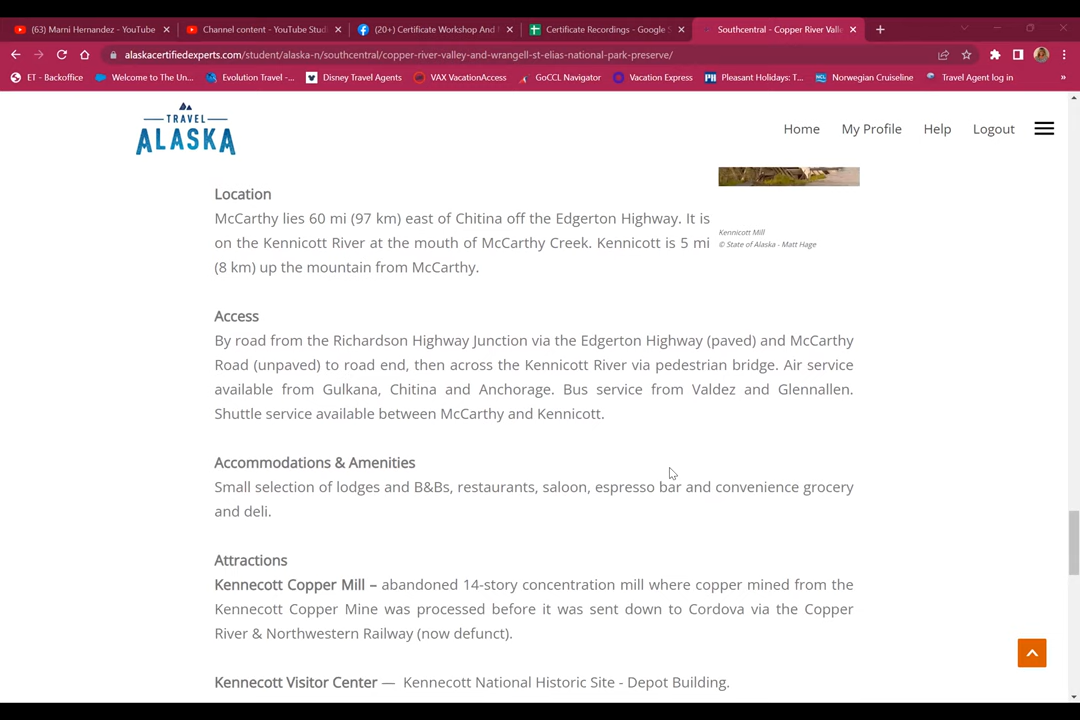 (63) Marni Hernandez - YouTube
Channel content - YouTube Studi
(20+) Certificate Workshop And N
Certificate Recordings - Google S
Southcentral - Copper River Valle
alaskacertifiedexperts.com/student/alaska-n/southcentral/copper-river-valley-and-wrangell-st-elias-national-park-preserve/
ET - Backoffice
Welcome to The Un...
Evolution Travel -...
Disney Travel Agents
VAX VacationAccess
GoCCL Navigator
Vacation Express
Pleasant Holidays: T...
Norwegian Cruiseline
Travel Agent log in
TRAVEL
ALASKA
Home
My Profile
Help
Logout
Location
McCarthy lies 60 mi (97 km) east of Chitina off the Edgerton Highway. It is
on the Kennicott River at the mouth of McCarthy Creek. Kennicott is 5 mi
(8 km) up the mountain from McCarthy.
Kennicott Mill
© State of Alaska - Matt Hage
Access
By road from the Richardson Highway Junction via the Edgerton Highway (paved) and McCarthy
Road (unpaved) to road end, then across the Kennicott River via pedestrian bridge. Air service
available from Gulkana, Chitina and Anchorage. Bus service from Valdez and Glennallen.
Shuttle service available between McCarthy and Kennicott.
Accommodations & Amenities
Small selection of lodges and B&Bs, restaurants, saloon, espresso bar and convenience grocery
and deli.
Attractions
Kennecott Copper Mill – abandoned 14-story concentration mill where copper mined from the
Kennecott Copper Mine was processed before it was sent down to Cordova via the Copper
River & Northwestern Railway (now defunct).
Kennecott Visitor Center — Kennecott National Historic Site - Depot Building.